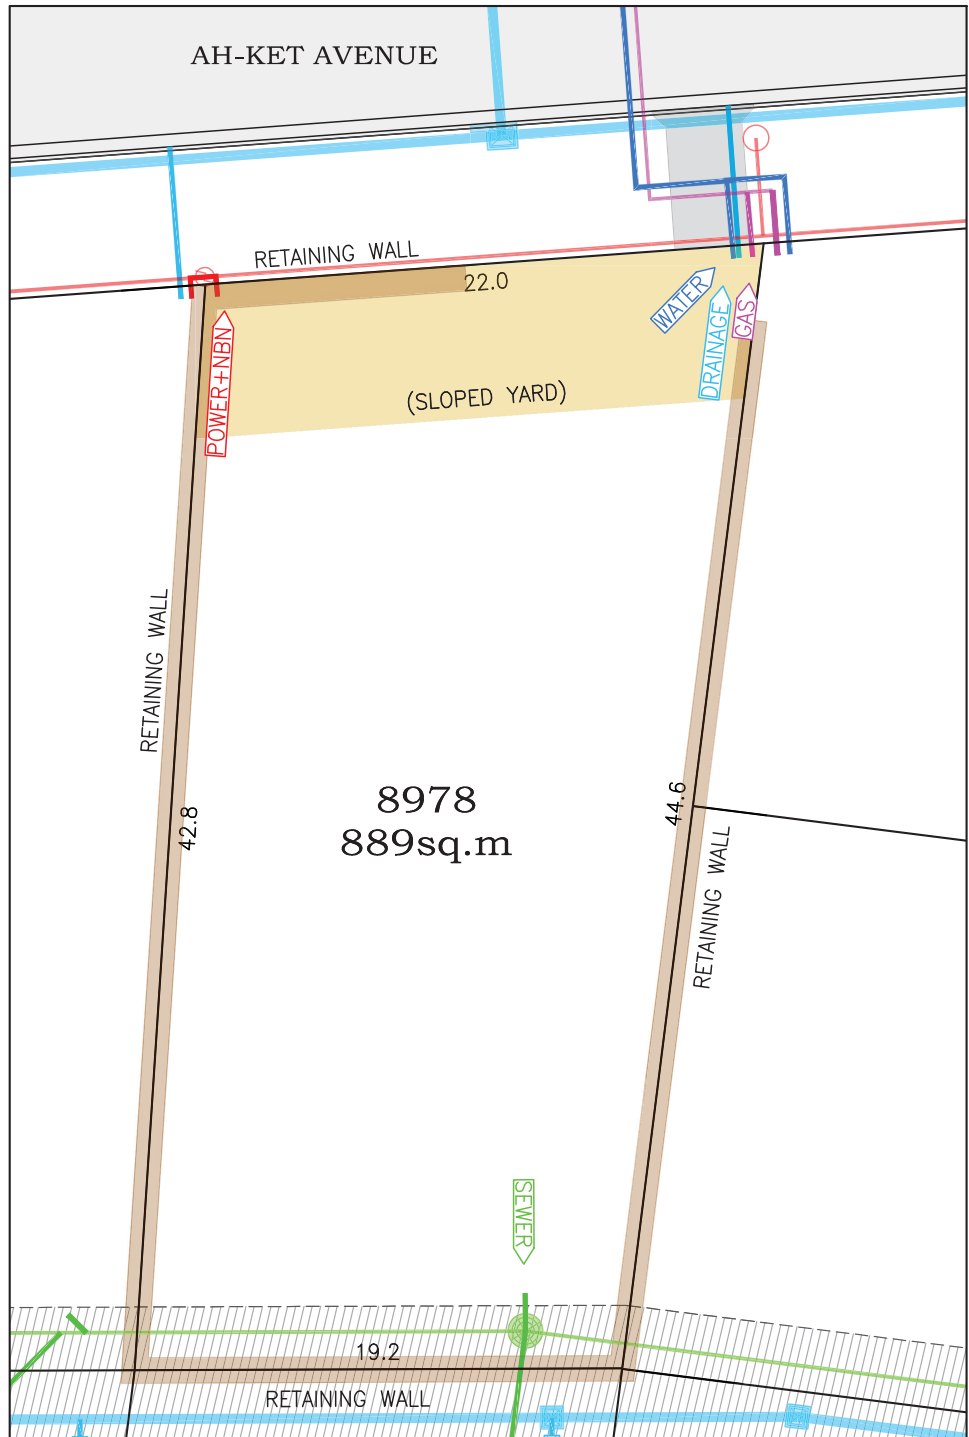 AH-KET AVENUE
RETAINING WALL
22.0
WATER
DRAINAGE
GAS
POWER+NBN
(SLOPED YARD)
RETAINING WALL
42.8
8978
889sq.m
44.6
RETAINING WALL
SEWER
19.2
RETAINING WALL